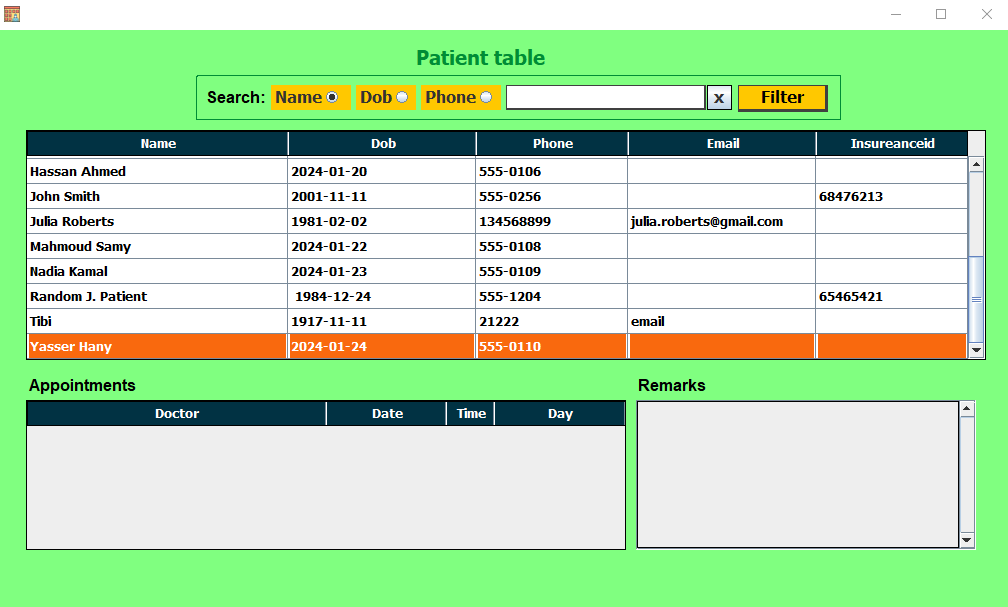 Patient table
Search: Name Dob Phone x Filter
Name Dob Phone Email Insureanceid
Hassan Ahmed 2024-01-20 555-0106
John Smith 2001-11-11 555-0256 68476213
Julia Roberts 1981-02-02 134568899 julia.roberts@gmail.com
Mahmoud Samy 2024-01-22 555-0108
Nadia Kamal 2024-01-23 555-0109
Random J. Patient 1984-12-24 555-1204 65465421
Tibi 1917-11-11 21222 email
Yasser Hany 2024-01-24 555-0110
Appointments Remarks
Doctor Date Time Day